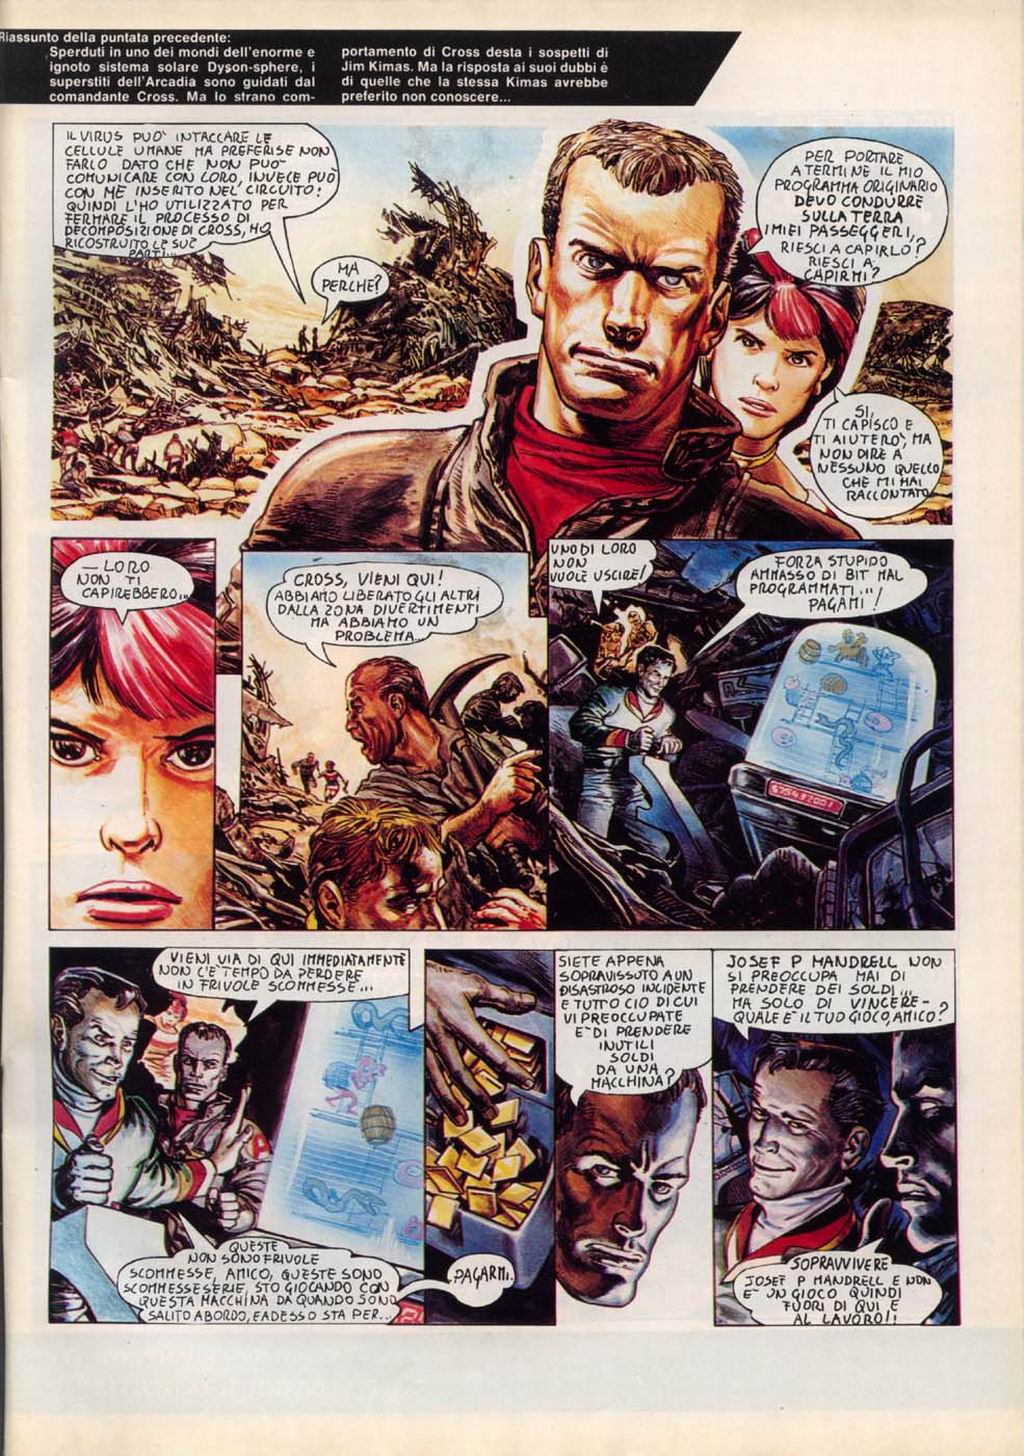 Riassunto della puntata precedente:
Sperduti in uno dei mondi dell'enorme e
ignoto sistema solare Dyson-sphere, i
superstiti dell'Arcadia sono guidati dal
comandante Cross. Ma lo strano com-
portamento di Cross desta i sospetti di
Jim Kimas. Ma la risposta ai suoi dubbi è
di quelle che la stessa Kimas avrebbe
preferito non conoscere...
IL VIRUS PUO' INTACCARE LE
CELLULE UMANE MA PREFERISE NON
FARLO DATO CHE NON PUO'
COMUNICARE CON LORO, INVECE PUÒ
CON ME INSERITO NEL CIRCUITO!
QUINDI L'HO UTILIZZATO PER
FERMARE IL PROCESSO DI
DECOMPOSIZIONE DI CROSS, HO
RICOSTRUITO LE SUE
PARTI...
MA
PERCHE?
PER PORTARE
A TERMINE IL MIO
PROGRAMMA ORIGINARIO
DEVO CONDURRE
SULLA TERRA
I MIEI PASSEGGERI,
RIESCI A CAPIRLO?
RIESCI A
CAPIRMI?
SI,
TI CAPISCO E
TI AIUTERO', MA
NON DIRE A
NESSUNO QUELLO
CHE MI HAI
RACCONTATO
— LORO
NON TI
CAPIREBBERO...
CROSS, VIENI QUI!
ABBIAMO LIBERATO GLI ALTRI
DALLA ZONA DIVERTIMENTI
MA ABBIAMO UN
PROBLEMA...
UNO DI LORO
NON
VUOLE USCIRE!
FORZA STUPIDO
AMMASSO DI BIT MAL
PROGRAMMATI...
PAGAMI!
VIENI VIA DI QUI IMMEDIATAMENTE
NON C'E' TEMPO DA PERDERE
IN FRIVOLE SCOMMESSE...
QUESTE
NON SONO FRIVOLE
SCOMMESSE, AMICO, QUESTE SONO
SCOMMESSE SERIE, STO GIOCANDO CON
QUESTA MACCHINA DA QUANDO SONO
SALITO A BORDO, E ADESSO STA PER...
PAGARMI.
SIETE APPENA
SOPRAVISSUTO A UN
DISASTROSO INCIDENTE
E TUTTO CIO DI CUI
VI PREOCCUPATE
E' DI PRENDERE
INUTILI
SOLDI
DA UNA
MACCHINA?
JOSEF P MANDRELL NON
SI PREOCCUPA MAI DI
PRENDERE DEI SOLDI...
MA SOLO DI VINCERE-
QUALE E' IL TUO GIOCO, AMICO?
SOPRAVVIVERE
JOSEF P MANDRELL E NON
E' UN GIOCO QUINDI
FUORI DI QUI E
AL LAVORO!!